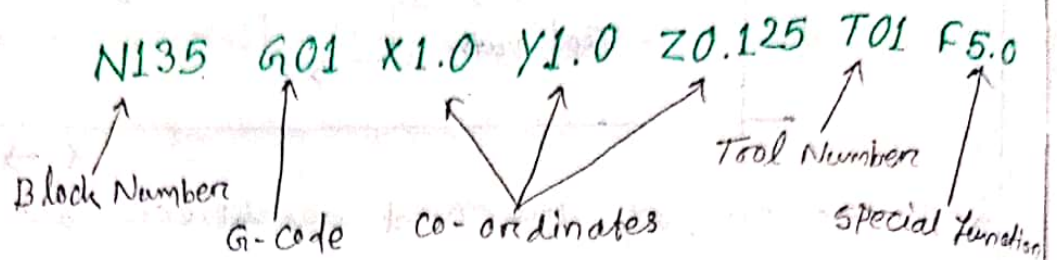 N135 G01 X1.0 Y1.0 Z0.125 T01 F5.0
Tool Number
Block Number
G-Code
Co-ordinates
Special function